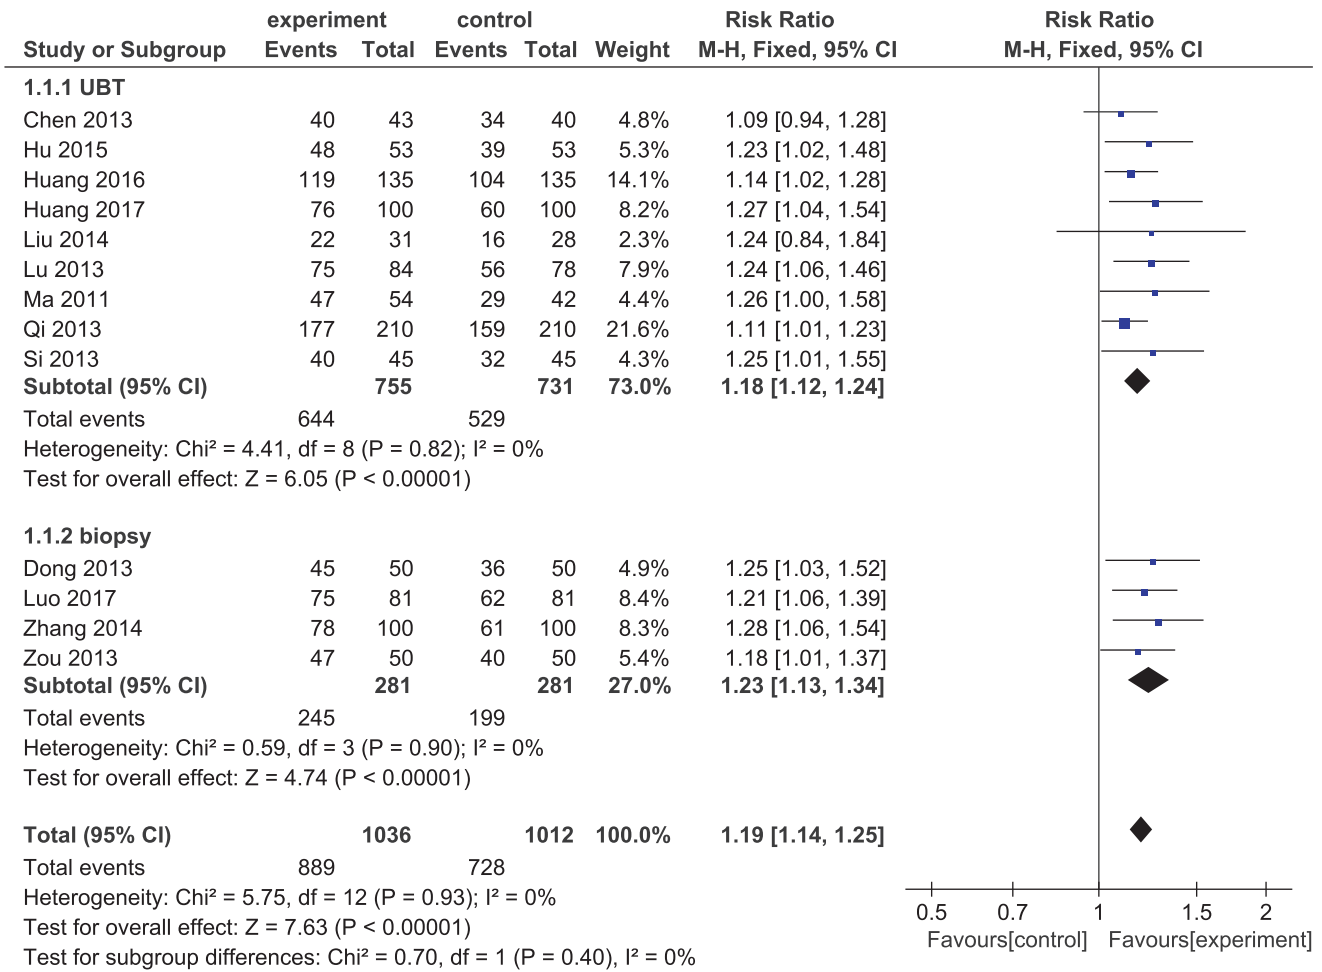 experiment control Risk Ratio Risk Ratio
Study or Subgroup Events Total Events Total Weight M-H, Fixed, 95% CI M-H, Fixed, 95% CI
1.1.1 UBT
Chen 2013 40 43 34 40 4.8% 1.09 [0.94, 1.28]
Hu 2015 48 53 39 53 5.3% 1.23 [1.02, 1.48]
Huang 2016 119 135 104 135 14.1% 1.14 [1.02, 1.28]
Huang 2017 76 100 60 100 8.2% 1.27 [1.04, 1.54]
Liu 2014 22 31 16 28 2.3% 1.24 [0.84, 1.84]
Lu 2013 75 84 56 78 7.9% 1.24 [1.06, 1.46]
Ma 2011 47 54 29 42 4.4% 1.26 [1.00, 1.58]
Qi 2013 177 210 159 210 21.6% 1.11 [1.01, 1.23]
Si 2013 40 45 32 45 4.3% 1.25 [1.01, 1.55]
Subtotal (95% CI) 755 731 73.0% 1.18 [1.12, 1.24]
Total events 644 529
Heterogeneity: Chi² = 4.41, df = 8 (P = 0.82); I² = 0%
Test for overall effect: Z = 6.05 (P < 0.00001)
1.1.2 biopsy
Dong 2013 45 50 36 50 4.9% 1.25 [1.03, 1.52]
Luo 2017 75 81 62 81 8.4% 1.21 [1.06, 1.39]
Zhang 2014 78 100 61 100 8.3% 1.28 [1.06, 1.54]
Zou 2013 47 50 40 50 5.4% 1.18 [1.01, 1.37]
Subtotal (95% CI) 281 281 27.0% 1.23 [1.13, 1.34]
Total events 245 199
Heterogeneity: Chi² = 0.59, df = 3 (P = 0.90); I² = 0%
Test for overall effect: Z = 4.74 (P < 0.00001)
Total (95% CI) 1036 1012 100.0% 1.19 [1.14, 1.25]
Total events 889 728
Heterogeneity: Chi² = 5.75, df = 12 (P = 0.93); I² = 0%
Test for overall effect: Z = 7.63 (P < 0.00001)
Test for subgroup differences: Chi² = 0.70, df = 1 (P = 0.40), I² = 0%
0.5 0.7 1 1.5 2
Favours[control] Favours[experiment]